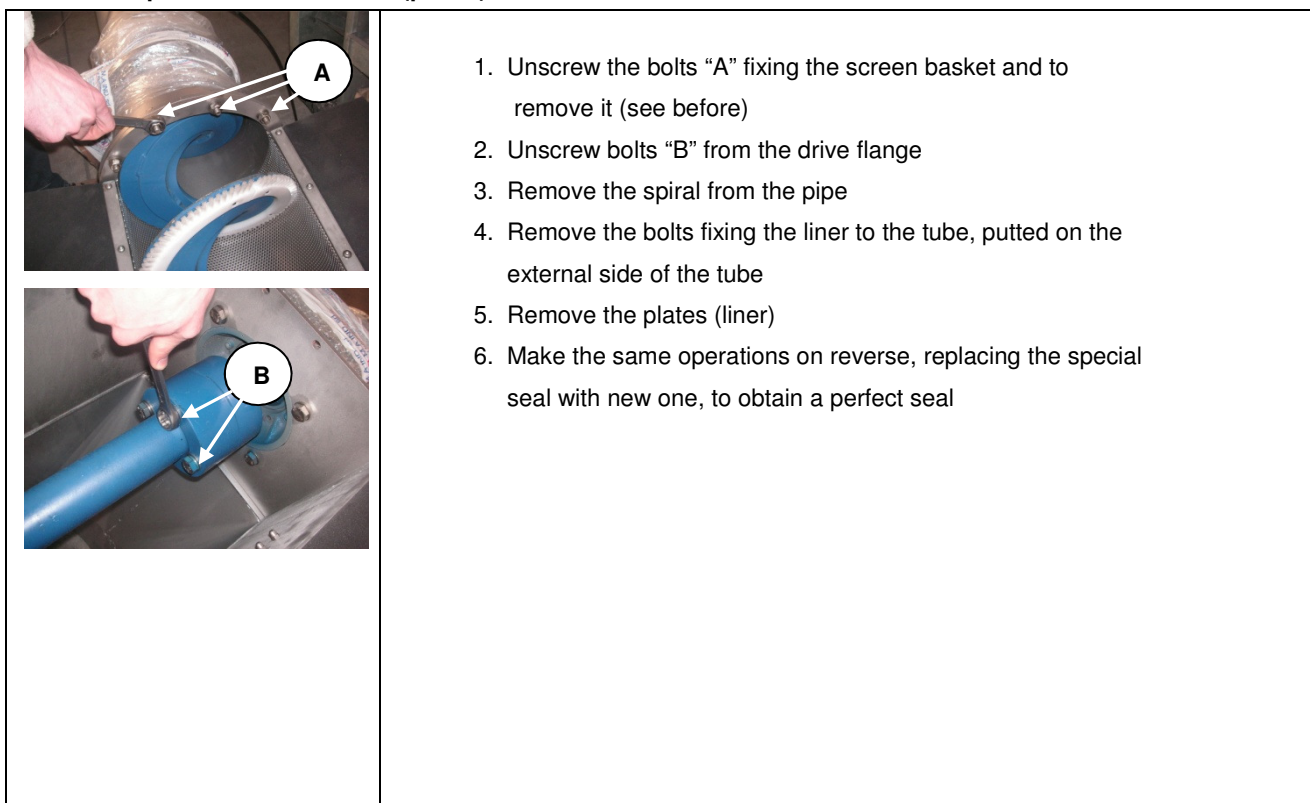 A
B
1. Unscrew the bolts “A” fixing the screen basket and to
remove it (see before)
2. Unscrew bolts “B” from the drive flange
3. Remove the spiral from the pipe
4. Remove the bolts fixing the liner to the tube, putted on the
external side of the tube
5. Remove the plates (liner)
6. Make the same operations on reverse, replacing the special
seal with new one, to obtain a perfect seal